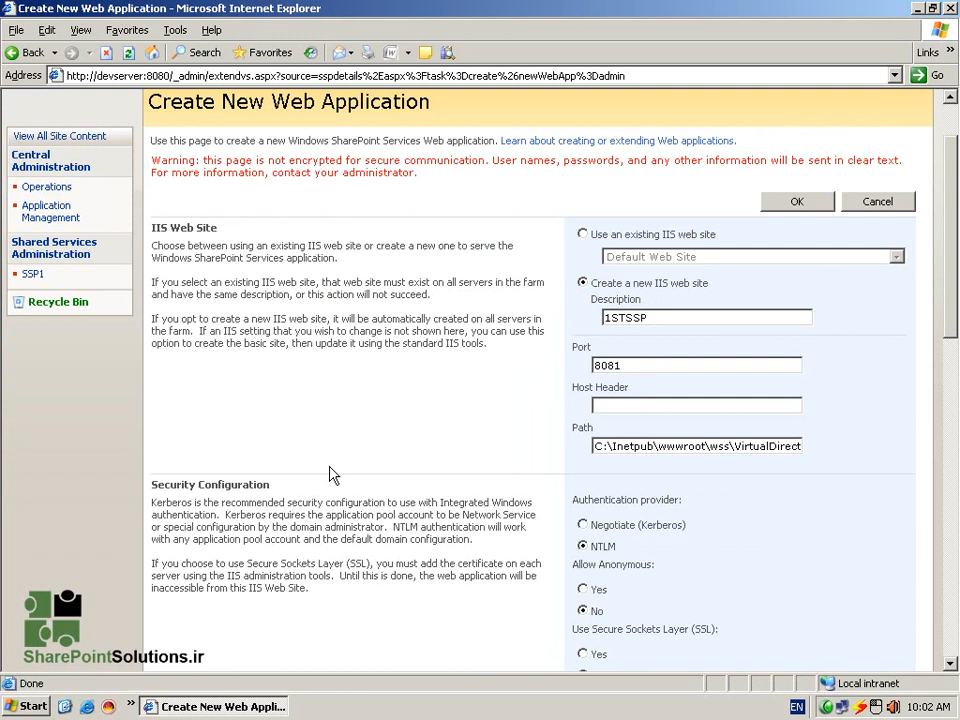 Create New Web Application - Microsoft Internet Explorer
File Edit View Favorites Tools Help
Back Search Favorites Links
Address http://devserver:8080/_admin/extendvs.aspx?source=sspdetails%2Easpx%3Ftask%3Dcreate%26newWebApp%3Dadmin Go
Create New Web Application
View All Site Content
Central
Administration
Operations
Application
Management
Shared Services
Administration
SSP1
Recycle Bin
Use this page to create a new Windows SharePoint Services Web application. Learn about creating or extending Web applications.
Warning: this page is not encrypted for secure communication. User names, passwords, and any other information will be sent in clear text.
For more information, contact your administrator.
OK Cancel
IIS Web Site
Choose between using an existing IIS web site or create a new one to serve the
Windows SharePoint Services application.
If you select an existing IIS web site, that web site must exist on all servers in the farm
and have the same description, or this action will not succeed.
If you opt to create a new IIS web site, it will be automatically created on all servers in
the farm. If an IIS setting that you wish to change is not shown here, you can use this
option to create the basic site, then update it using the standard IIS tools.
Use an existing IIS web site
Default Web Site
Create a new IIS web site
Description
1STSSP
Port
8081
Host Header
Path
C:\Inetpub\wwwroot\wss\VirtualDirect
Security Configuration
Kerberos is the recommended security configuration to use with Integrated Windows
authentication. Kerberos requires the application pool account to be Network Service
or special configuration by the domain administrator. NTLM authentication will work
with any application pool account and the default domain configuration.
If you choose to use Secure Sockets Layer (SSL), you must add the certificate on each
server using the IIS administration tools. Until this is done, the web application will be
inaccessible from this IIS Web Site.
Authentication provider:
Negotiate (Kerberos)
NTLM
Allow Anonymous:
Yes
No
Use Secure Sockets Layer (SSL):
Yes
SharePointSolutions.ir
Done Local intranet
Start Create New Web Appli... EN 10:02 AM